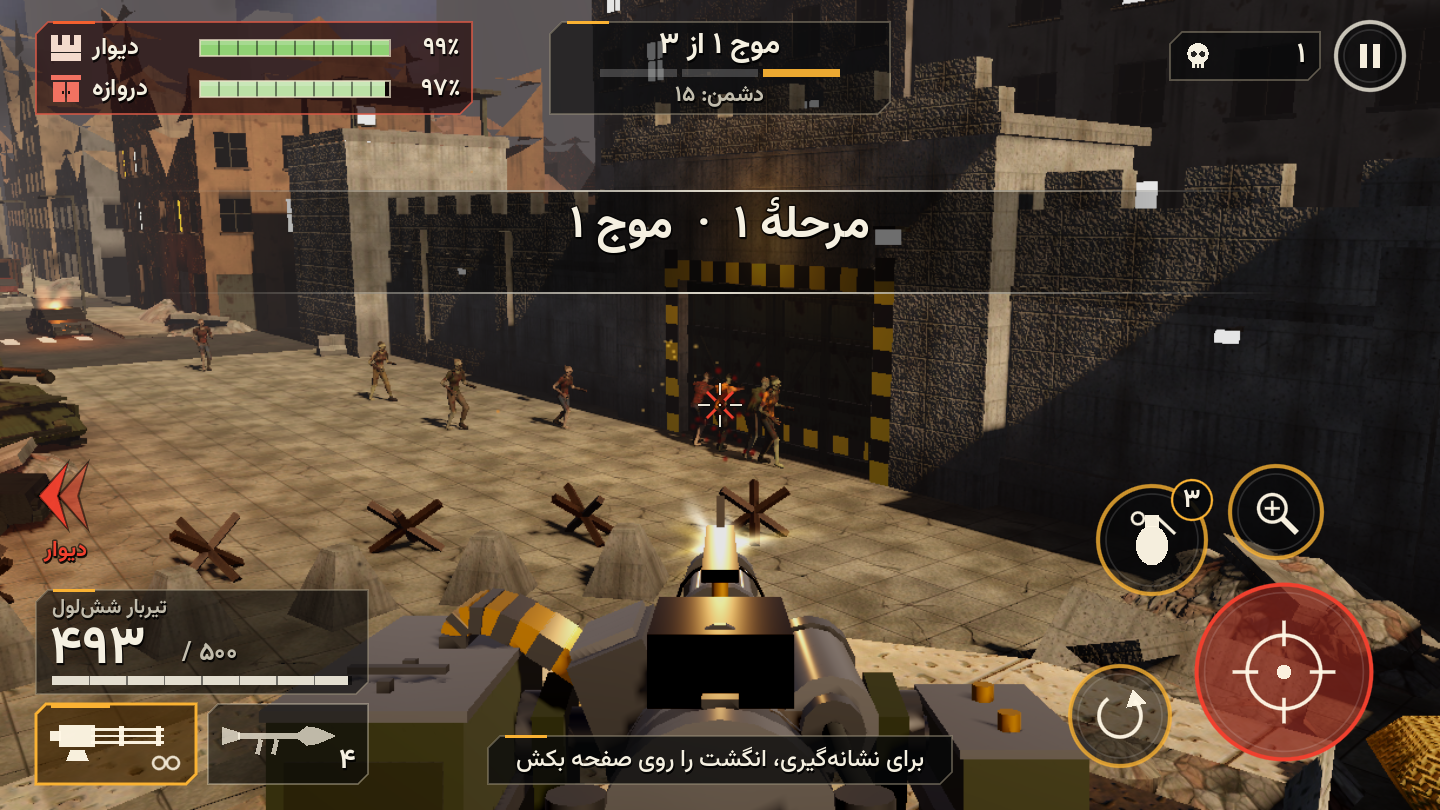 دیوار ۹۹٪
دروازه ۹۷٪
موج ۱ از ۳
دشمن: ۱۵
۱
مرحلهٔ ۱ · موج ۱
دیوار
۳
تیربار شش‌لول
۴۹۳ / ۵۰۰
∞
۴
برای نشانه‌گیری، انگشت را روی صفحه بکش